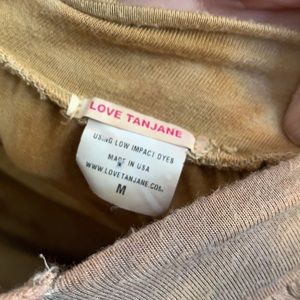 LOVE TANJANE
USING LOW IMPACT DYES
MADE IN USA
WWW.LOVETANJANE.COM
M